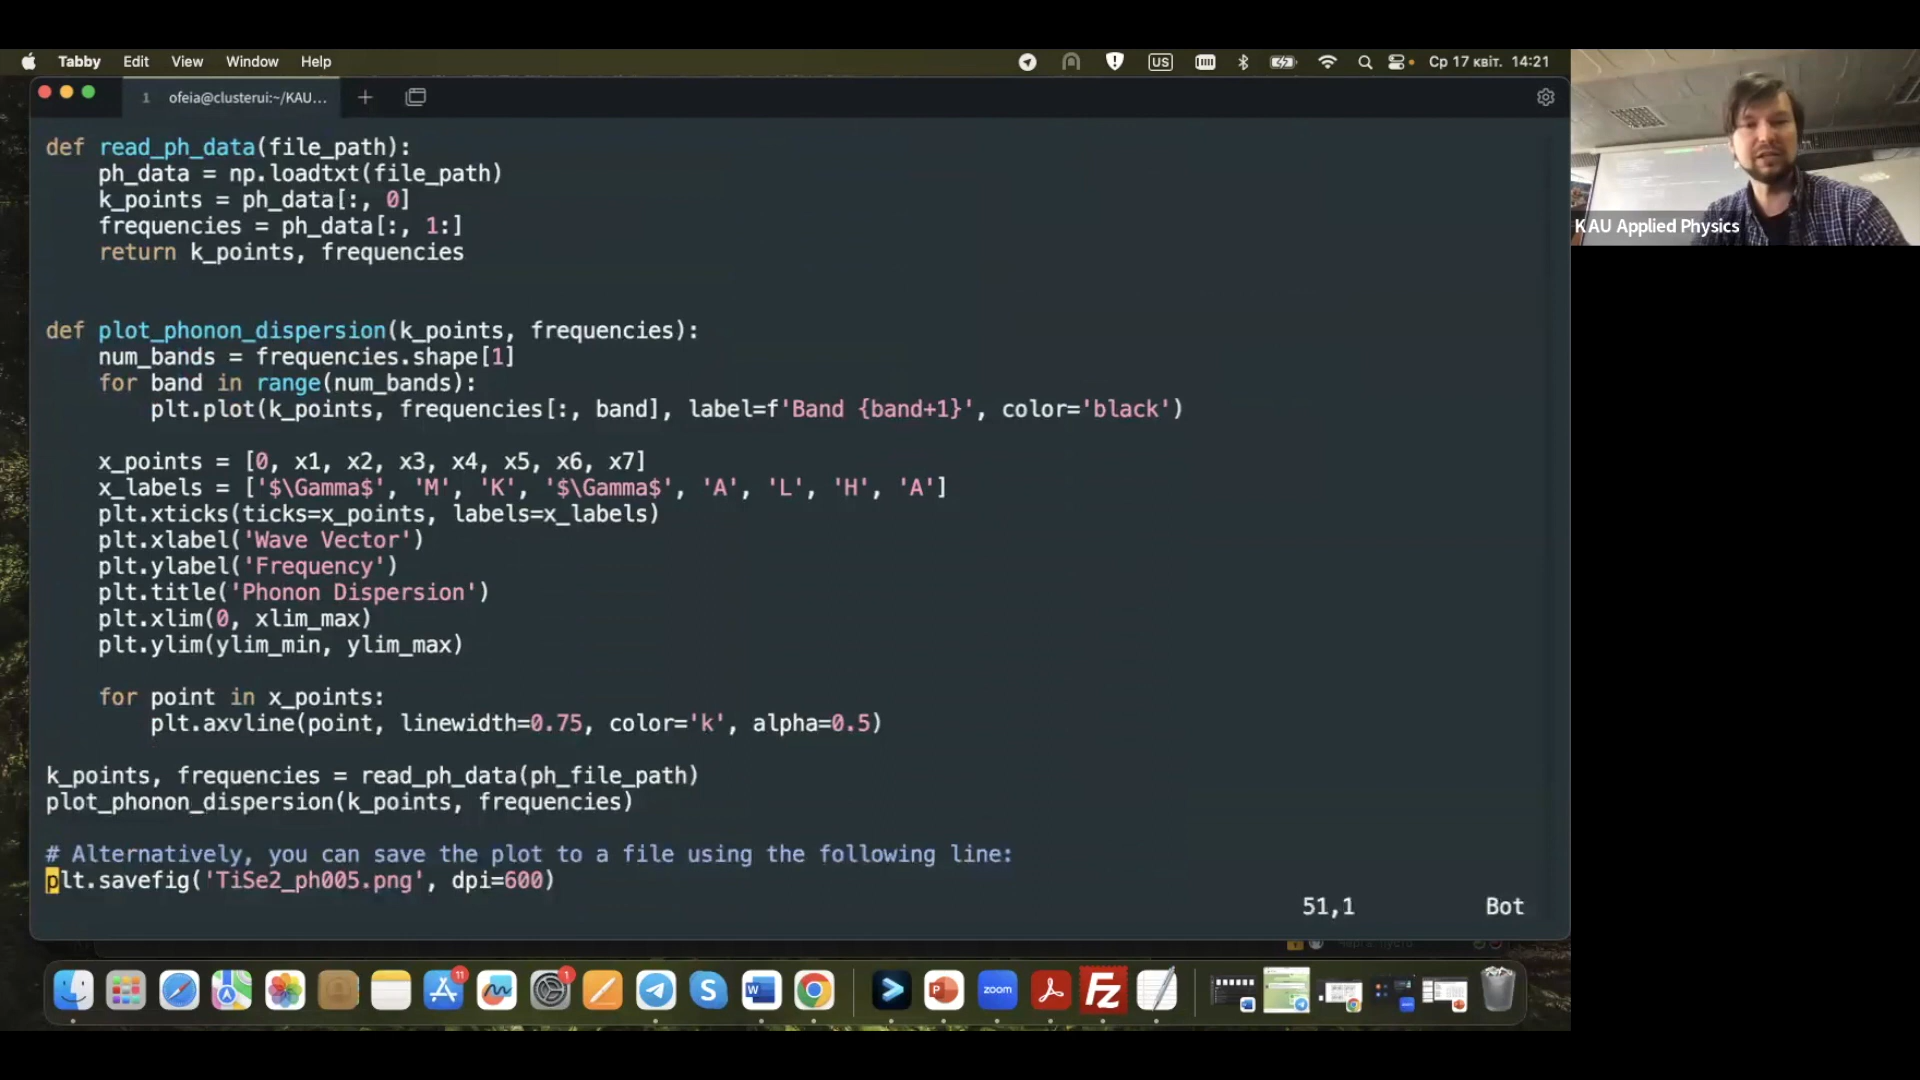 Tabby Edit View Window Help US Ср 17 квіт. 14:21
1 ofeia@clusterui:~/KAU... +
def read_ph_data(file_path):
    ph_data = np.loadtxt(file_path)
    k_points = ph_data[:, 0]
    frequencies = ph_data[:, 1:]
    return k_points, frequencies
def plot_phonon_dispersion(k_points, frequencies):
    num_bands = frequencies.shape[1]
    for band in range(num_bands):
        plt.plot(k_points, frequencies[:, band], label=f'Band {band+1}', color='black')
    x_points = [0, x1, x2, x3, x4, x5, x6, x7]
    x_labels = ['$\Gamma$', 'M', 'K', '$\Gamma$', 'A', 'L', 'H', 'A']
    plt.xticks(ticks=x_points, labels=x_labels)
    plt.xlabel('Wave Vector')
    plt.ylabel('Frequency')
    plt.title('Phonon Dispersion')
    plt.xlim(0, xlim_max)
    plt.ylim(ylim_min, ylim_max)
    for point in x_points:
        plt.axvline(point, linewidth=0.75, color='k', alpha=0.5)
k_points, frequencies = read_ph_data(ph_file_path)
plot_phonon_dispersion(k_points, frequencies)
# Alternatively, you can save the plot to a file using the following line:
plt.savefig('TiSe2_ph005.png', dpi=600)
51,1 Bot
KAU Applied Physics
11
1
S
W
P
zoom
FZ